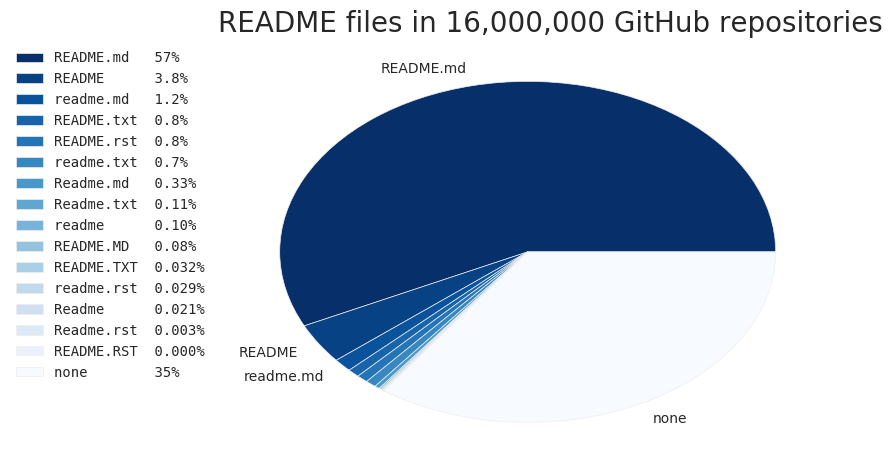 README files in 16,000,000 GitHub repositories
README.md 57%
README 3.8%
readme.md 1.2%
README.txt 0.8%
README.rst 0.8%
readme.txt 0.7%
Readme.md 0.33%
Readme.txt 0.11%
readme 0.10%
README.MD 0.08%
README.TXT 0.032%
readme.rst 0.029%
Readme 0.021%
Readme.rst 0.003%
README.RST 0.000%
none 35%
README.md
README
readme.md
none